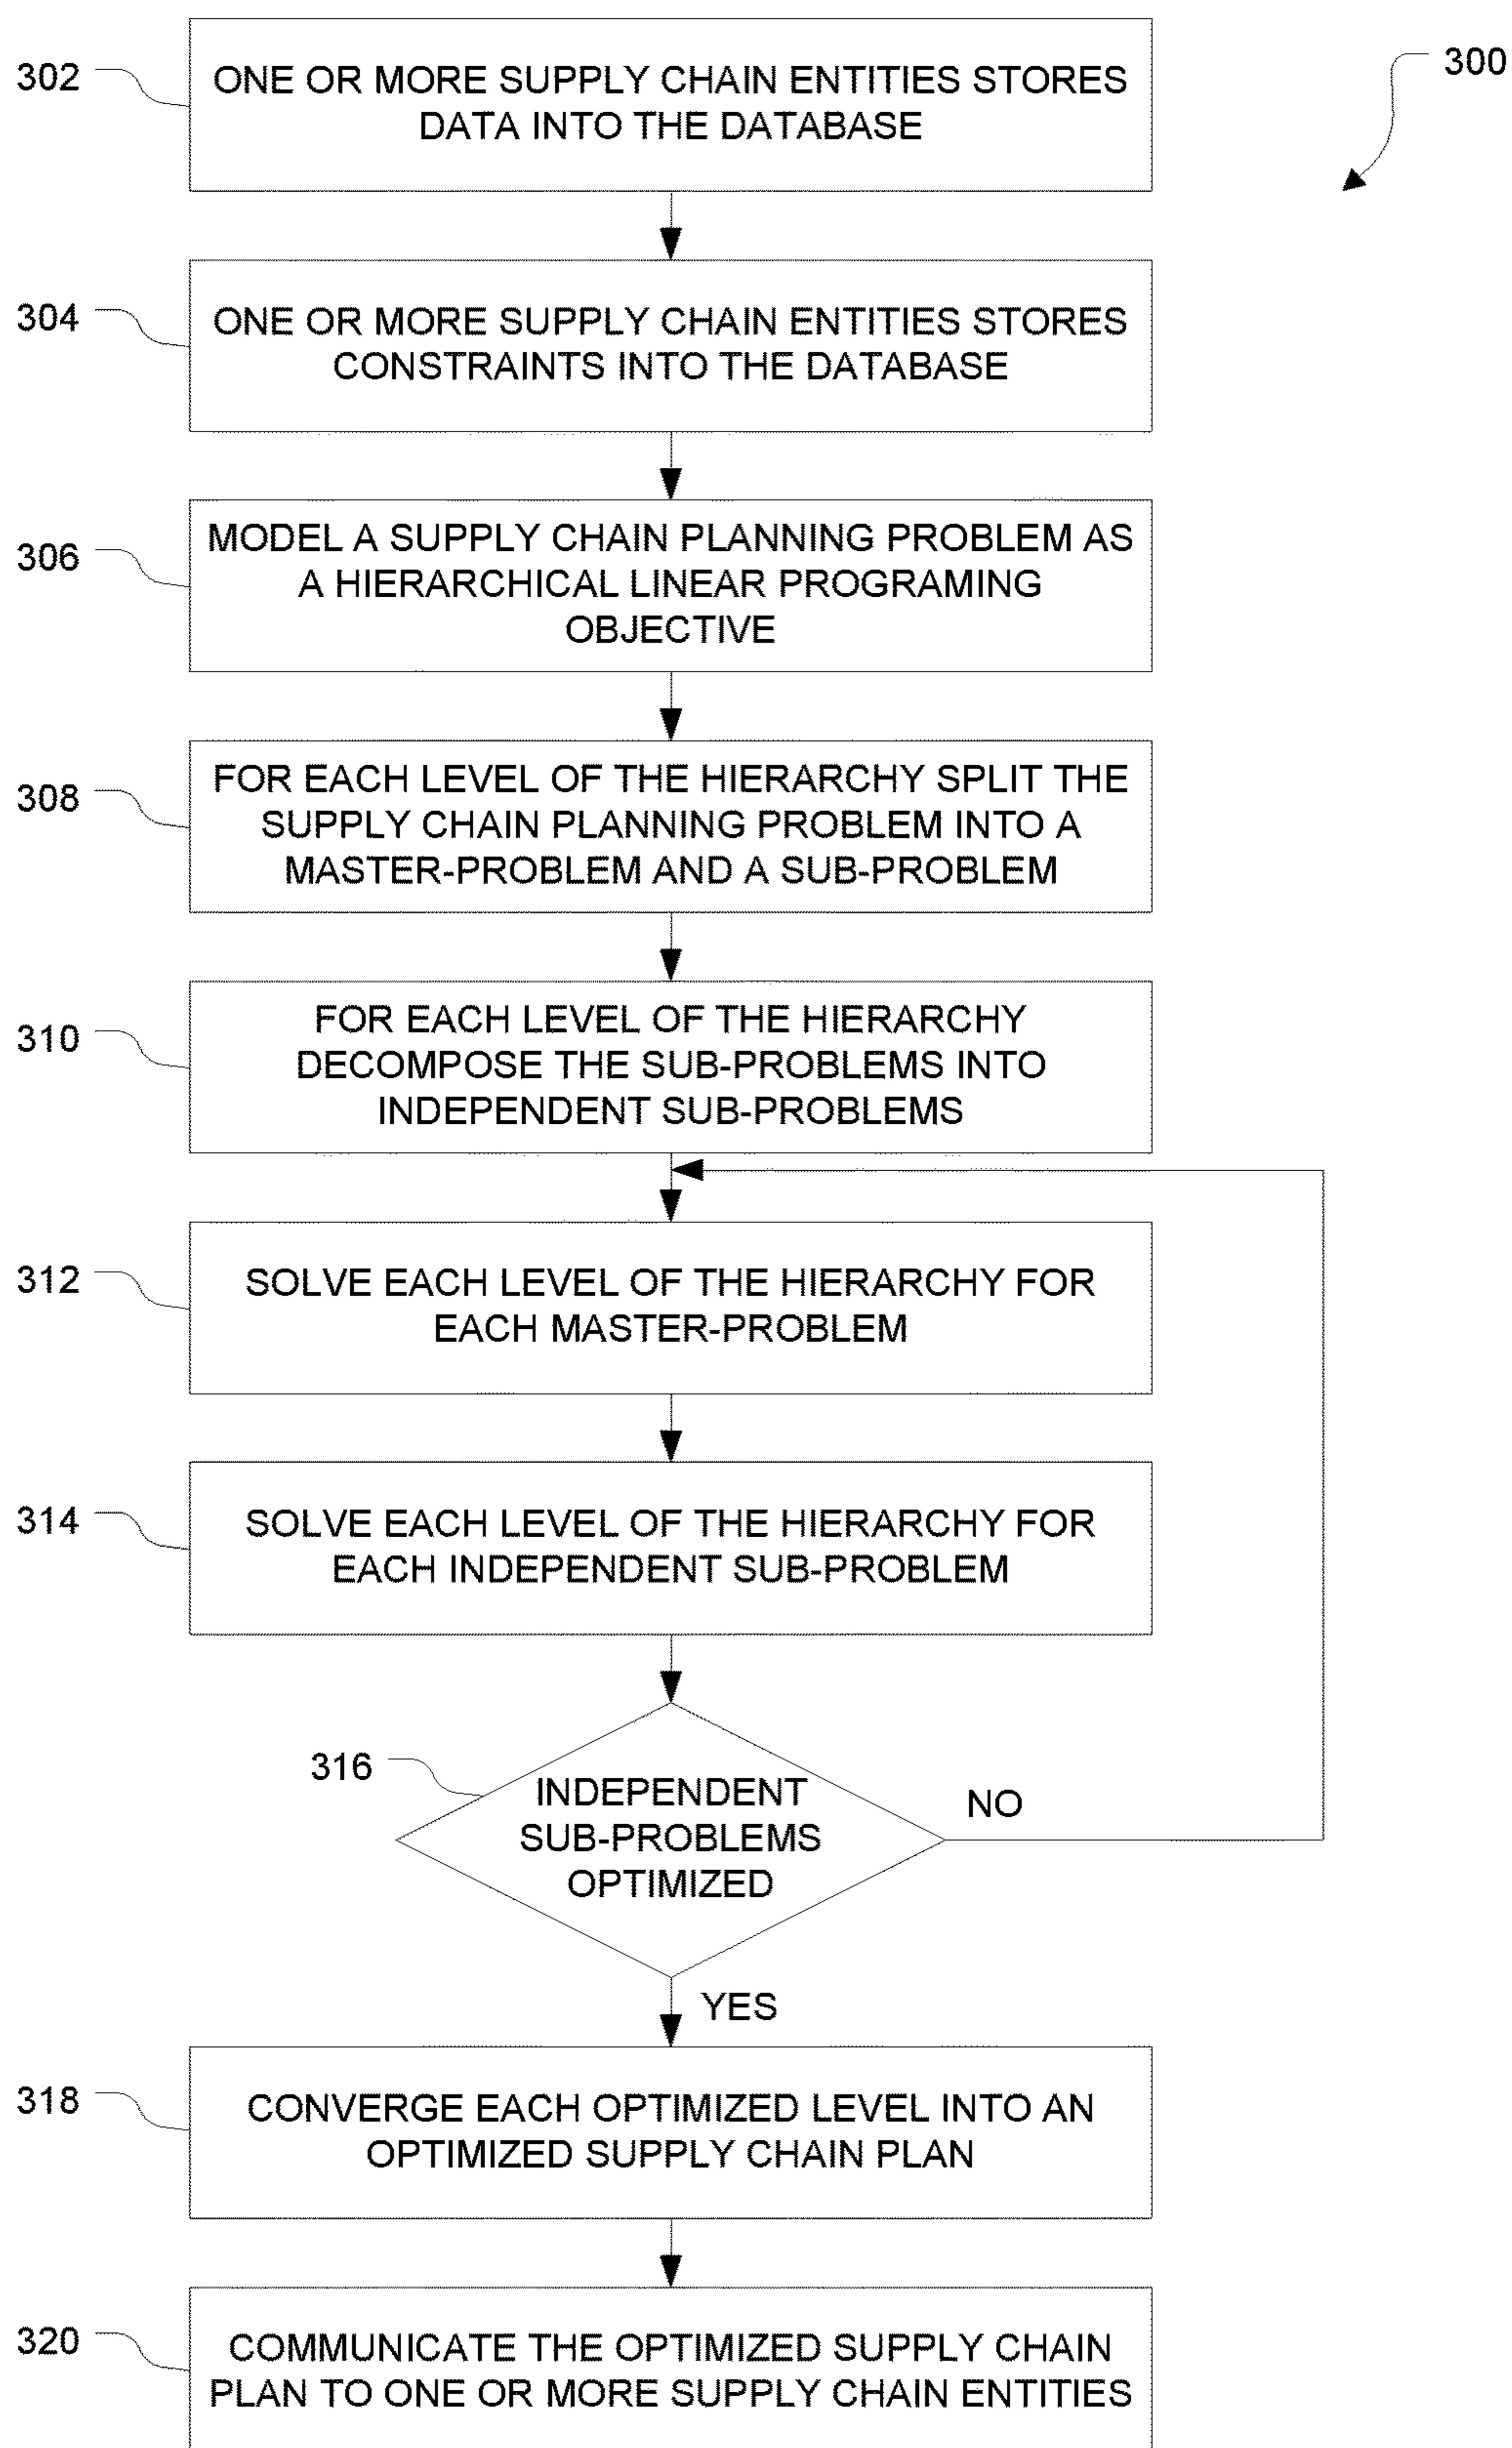 300
302
ONE OR MORE SUPPLY CHAIN ENTITIES STORES
DATA INTO THE DATABASE
304
ONE OR MORE SUPPLY CHAIN ENTITIES STORES
CONSTRAINTS INTO THE DATABASE
306
MODEL A SUPPLY CHAIN PLANNING PROBLEM AS
A HIERARCHICAL LINEAR PROGRAMING
OBJECTIVE
308
FOR EACH LEVEL OF THE HIERARCHY SPLIT THE
SUPPLY CHAIN PLANNING PROBLEM INTO A
MASTER-PROBLEM AND A SUB-PROBLEM
310
FOR EACH LEVEL OF THE HIERARCHY
DECOMPOSE THE SUB-PROBLEMS INTO
INDEPENDENT SUB-PROBLEMS
312
SOLVE EACH LEVEL OF THE HIERARCHY FOR
EACH MASTER-PROBLEM
314
SOLVE EACH LEVEL OF THE HIERARCHY FOR
EACH INDEPENDENT SUB-PROBLEM
316
INDEPENDENT
SUB-PROBLEMS
OPTIMIZED
NO
YES
318
CONVERGE EACH OPTIMIZED LEVEL INTO AN
OPTIMIZED SUPPLY CHAIN PLAN
320
COMMUNICATE THE OPTIMIZED SUPPLY CHAIN
PLAN TO ONE OR MORE SUPPLY CHAIN ENTITIES